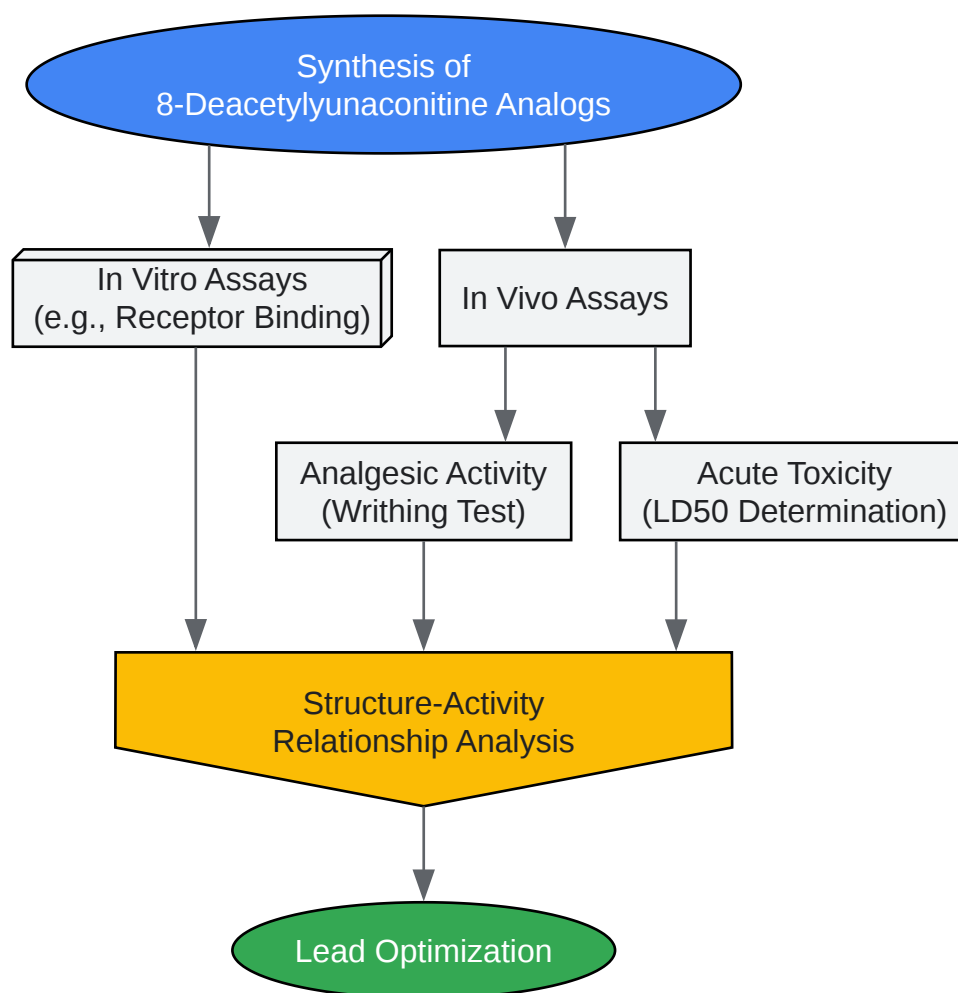 Synthesis of
8-Deacetylyunaconitine Analogs
In Vitro Assays
(e.g., Receptor Binding)
In Vivo Assays
Analgesic Activity
(Writhing Test)
Acute Toxicity
(LD50 Determination)
Structure-Activity
Relationship Analysis
Lead Optimization